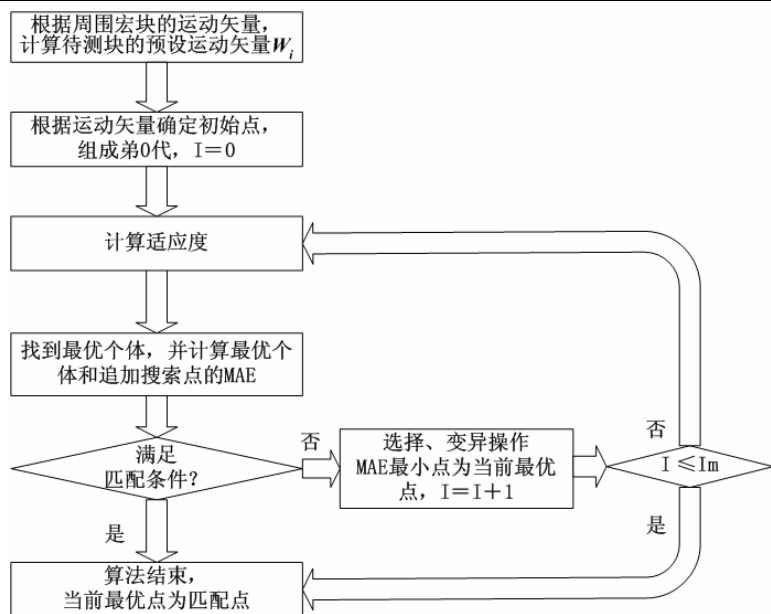 根据周围宏块的运动矢量，
计算待测块的预设运动矢量Wi
根据运动矢量确定初始点，
组成弟0代，I＝0
计算适应度
找到最优个体，并计算最优个
体和追加搜索点的MAE
满足
匹配条件？
否
选择、变异操作
MAE最小点为当前最优
点，I＝I＋1
否
I ≤Im
是
是
算法结束，
当前最优点为匹配点